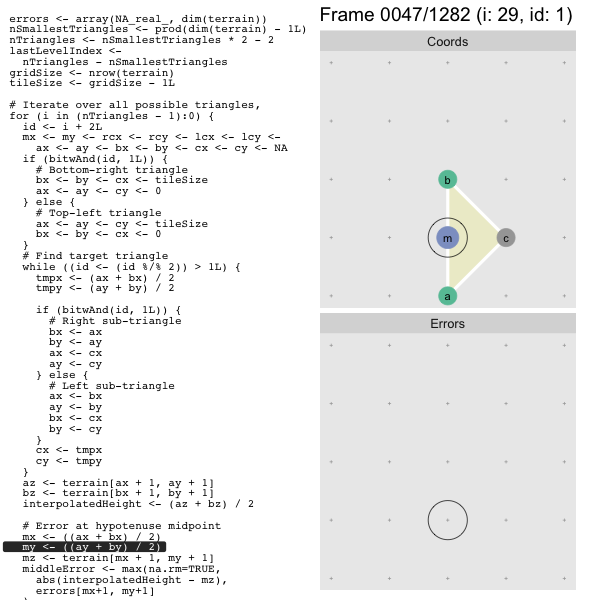 errors <- array(NA_real_, dim(terrain))
nSmallestTriangles <- prod(dim(terrain) - 1L)
nTriangles <- nSmallestTriangles * 2 - 2
lastLevelIndex <-
  nTriangles - nSmallestTriangles
gridSize <- nrow(terrain)
tileSize <- gridSize - 1L

# Iterate over all possible triangles,
for (i in (nTriangles - 1):0) {
  id <- i + 2L
  mx <- my <- rcx <- rcy <- lcx <- lcy <-
    ax <- ay <- bx <- by <- cx <- cy <- NA
  if (bitwAnd(id, 1L)) {
    # Bottom-right triangle
    bx <- by <- cx <- tileSize
    ax <- ay <- cy <- 0
  } else {
    # Top-left triangle
    ax <- ay <- cy <- tileSize
    bx <- by <- cx <- 0
  }
  # Find target triangle
  while ((id <- (id %/% 2)) > 1L) {
    tmpx <- (ax + bx) / 2
    tmpy <- (ay + by) / 2

    if (bitwAnd(id, 1L)) {
      # Right sub-triangle
      bx <- ax
      by <- ay
      ax <- cx
      ay <- cy
    } else {
      # Left sub-triangle
      ax <- bx
      ay <- by
      bx <- cx
      by <- cy
    }
    cx <- tmpx
    cy <- tmpy
  }
  az <- terrain[ax + 1, ay + 1]
  bz <- terrain[bx + 1, by + 1]
  interpolatedHeight <- (az + bz) / 2

  # Error at hypotenuse midpoint
  mx <- ((ax + bx) / 2)
  my <- ((ay + by) / 2)
  mz <- terrain[mx + 1, my + 1]
  middleError <- max(na.rm=TRUE,
    abs(interpolatedHeight - mz),
    errors[mx+1, my+1]
Frame 0047/1282 (i: 29, id: 1)
Coords
b
m
c
a
Errors